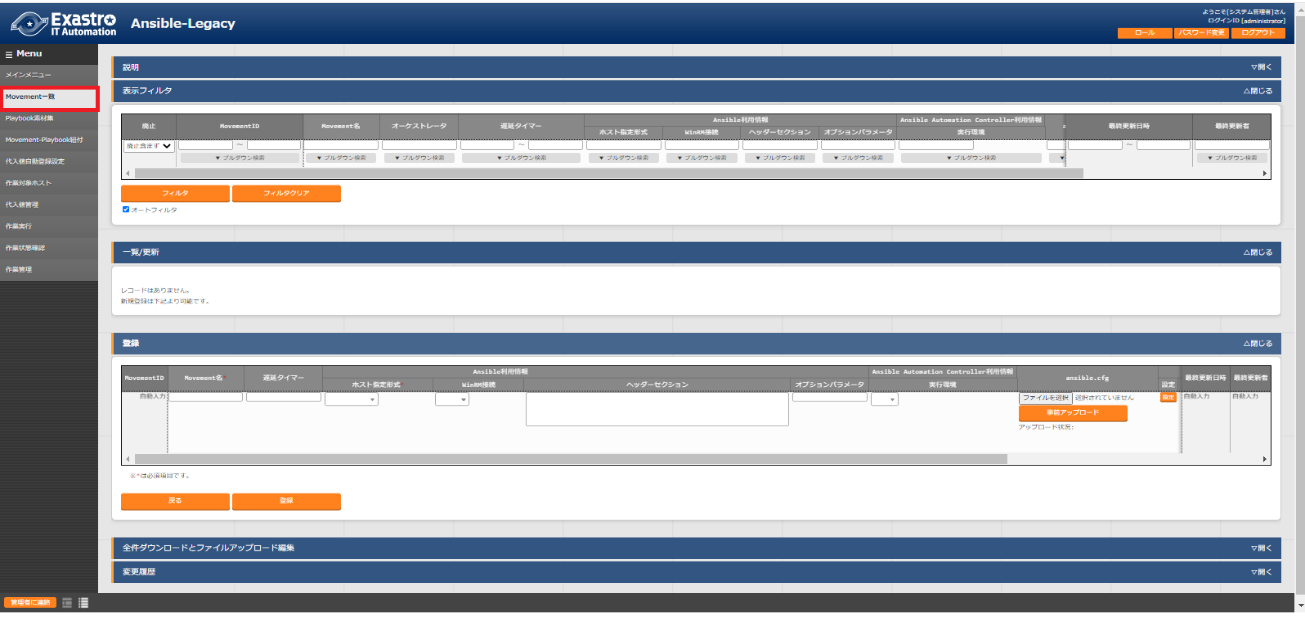 Exastro
IT Automation
Ansible-Legacy
ようこそ[システム管理者]さん
ログインID [administrator]
ロール
パスワード変更
ログアウト
Menu
メインメニュー
Movement一覧
Playbook素材集
Movement-Playbook紐付
代入値自動登録設定
作業対象ホスト
代入値管理
作業実行
作業状態確認
作業管理
説明
▽開く
表示フィルタ
△閉じる
廃止
MovementID
Movement名
オーケストレータ
遅延タイマー
Ansible利用情報
ホスト指定形式
WinRM接続
ヘッダーセクション
オプションパラメータ
Ansible Automation Controller利用情報
実行環境
最終更新日時
最終更新者
廃止含まず
～
～
～
▼ プルダウン検索
▼ プルダウン検索
▼ プルダウン検索
▼ プルダウン検索
▼ プルダウン検索
▼ プルダウン検索
▼ プルダウン検索
▼ プルダウン検索
▼ プルダウン検索
▼
▼ プルダウン検索
フィルタ
フィルタクリア
オートフィルタ
一覧/更新
△閉じる
レコードはありません。
新規登録は下記より可能です。
登録
△閉じる
MovementID
Movement名*
遅延タイマー
Ansible利用情報
ホスト指定形式*
WinRM接続
ヘッダーセクション
オプションパラメータ
Ansible Automation Controller利用情報
実行環境
ansible.cfg
設定
最終更新日時
最終更新者
自動入力
ファイルを選択 選択されていません
設定
自動入力
自動入力
事前アップロード
アップロード状況:
※*は必須項目です。
戻る
登録
全件ダウンロードとファイルアップロード編集
▽開く
変更履歴
▽開く
管理者に連絡